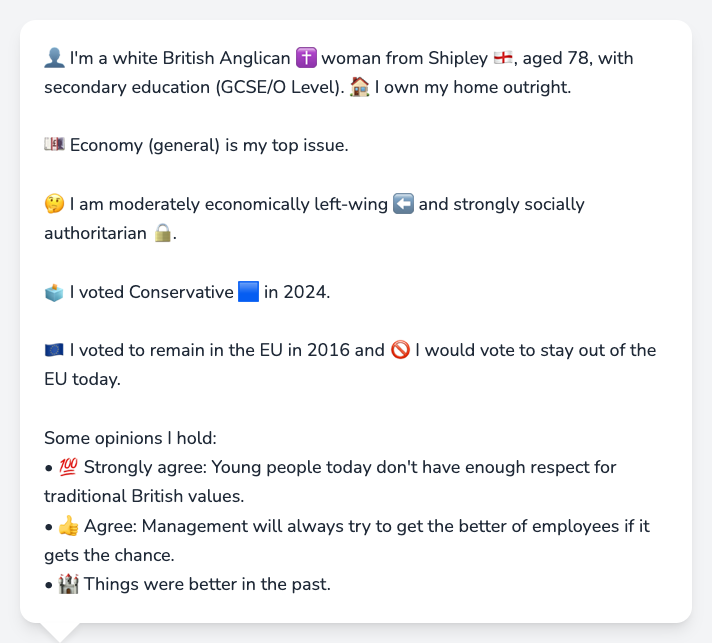 👤 I'm a white British Anglican ✝️ woman from Shipley 🏴󠁧󠁢󠁥󠁮󠁧󠁿, aged 78, with
secondary education (GCSE/O Level). 🏠 I own my home outright.
💷 Economy (general) is my top issue.
🤔 I am moderately economically left-wing ⬅️ and strongly socially
authoritarian 🔒.
🗳️ I voted Conservative 🟦 in 2024.
🇪🇺 I voted to remain in the EU in 2016 and 🚫 I would vote to stay out of the
EU today.
Some opinions I hold:
• 💯 Strongly agree: Young people today don't have enough respect for
traditional British values.
• 👍 Agree: Management will always try to get the better of employees if it
gets the chance.
• 🏰 Things were better in the past.